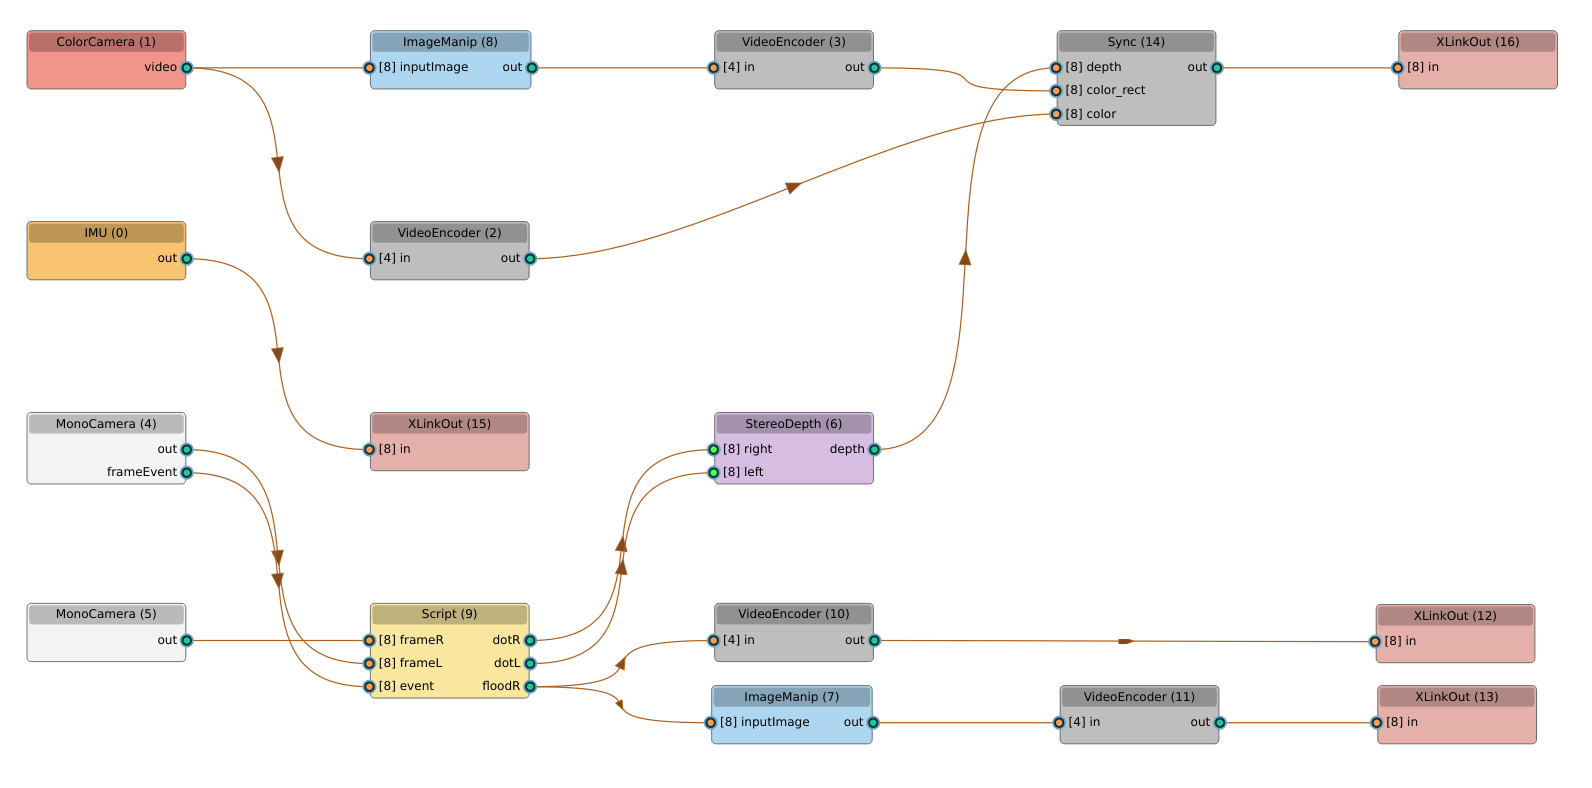 ColorCamera (1)
video
ImageManip (8)
[8] inputImage out
VideoEncoder (3)
[4] in out
Sync (14)
[8] depth out
[8] color_rect
[8] color
XLinkOut (16)
[8] in
IMU (0)
out
VideoEncoder (2)
[4] in out
MonoCamera (4)
out
frameEvent
XLinkOut (15)
[8] in
StereoDepth (6)
[8] right depth
[8] left
MonoCamera (5)
out
Script (9)
[8] frameR dotR
[8] frameL dotL
[8] event floodR
VideoEncoder (10)
[4] in out
XLinkOut (12)
[8] in
ImageManip (7)
[8] inputImage out
VideoEncoder (11)
[4] in out
XLinkOut (13)
[8] in